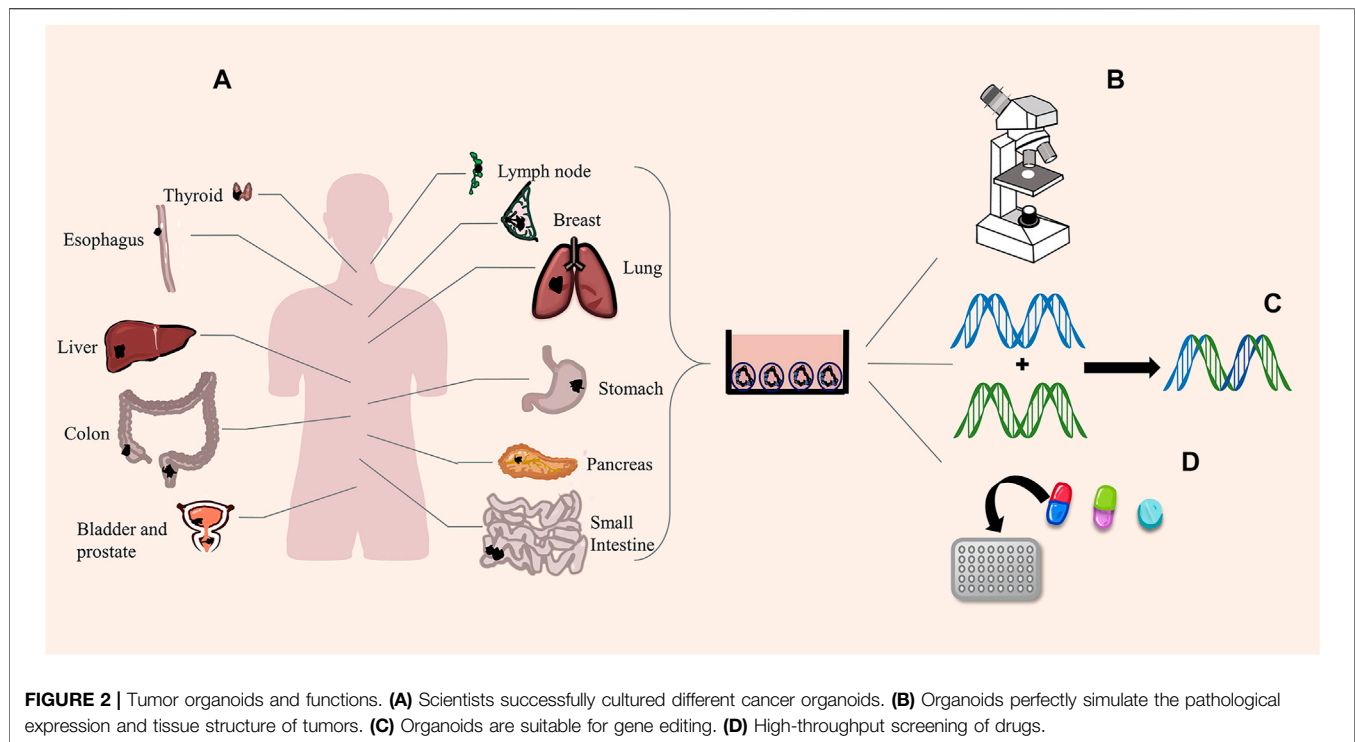 A
B
Thyroid
Lymph node
Esophagus
Breast
Lung
C
Liver
Stomach
Colon
+
D
Pancreas
Bladder and
prostate
Small
Intestine
FIGURE 2 | Tumor organoids and functions. (A) Scientists successfully cultured different cancer organoids. (B) Organoids perfectly simulate the pathological
expression and tissue structure of tumors. (C) Organoids are suitable for gene editing. (D) High-throughput screening of drugs.